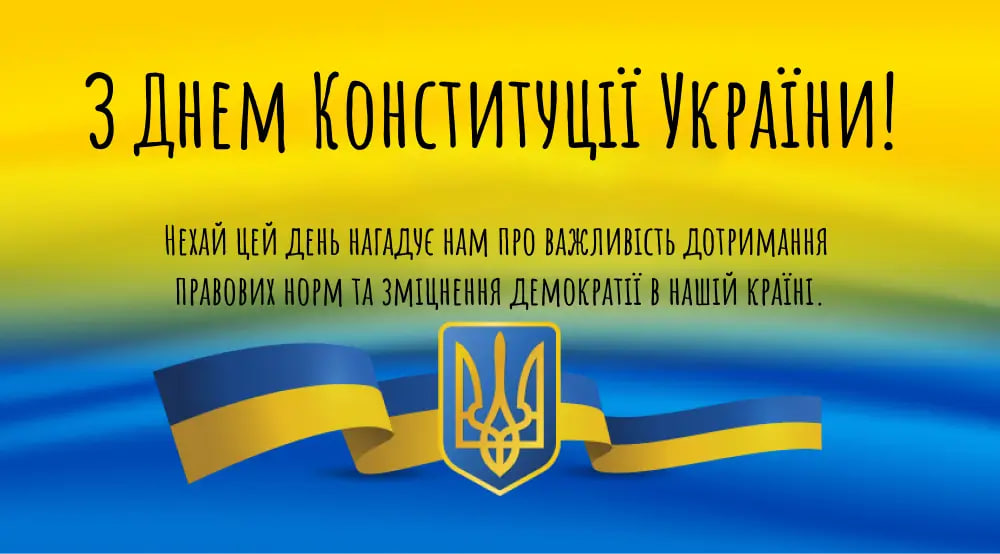 З Днем Конституції України!
Нехай цей день нагадує нам про важливість дотримання
правових норм та зміцнення демократії в нашій країні.